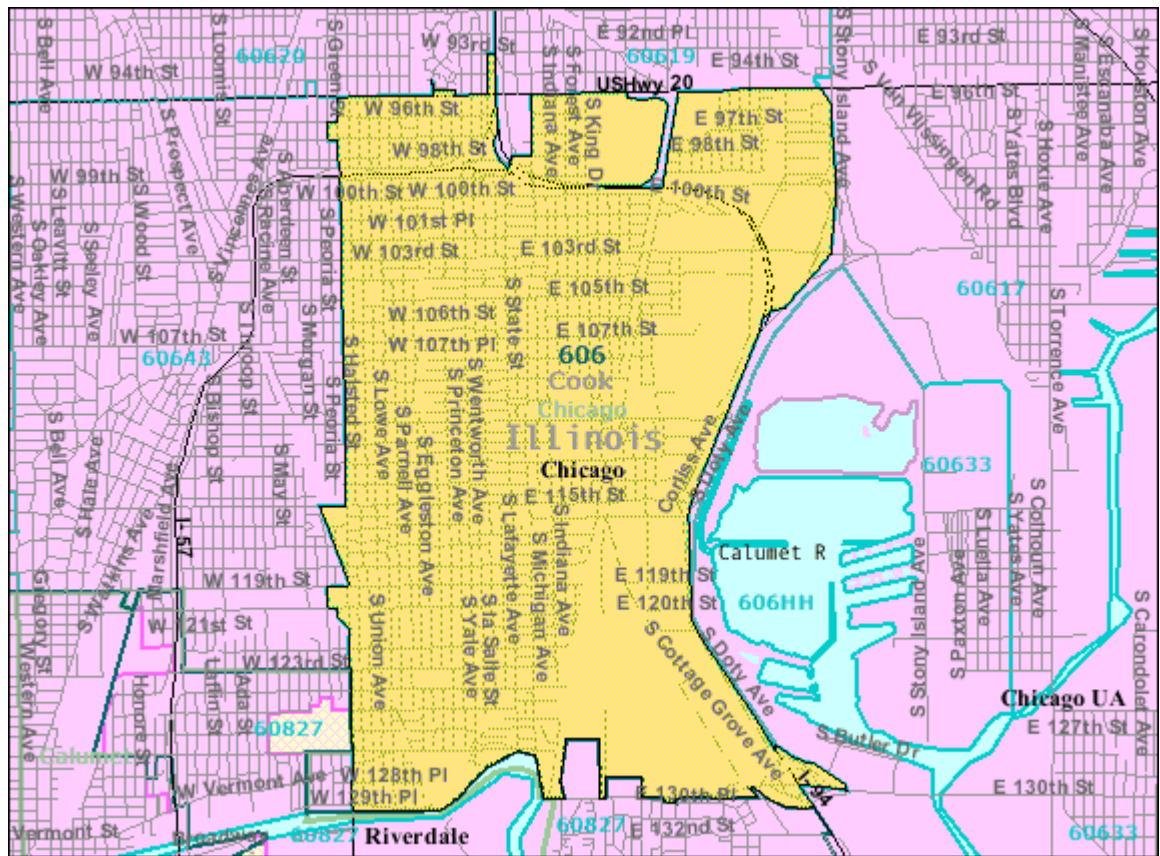 W 93rd St
E 92nd Pl
E 93rd St
60620
60619
W 94th St
E 94th St
S Bell Ave
S Loomis St
S Green St
S Indiana Ave
S Forest Ave
S King Dr
S Stony Island Ave
S Van Vlissingen Rd
S Manistee Ave
S Escanaba Ave
S Houston Ave
USHwy 20
E 96th St
W 96th St
E 97th St
W 98th St
E 98th St
S Prospect Ave
S Yates Blvd
S Hoxie Ave
W 99th St
W 100th St
W 100th St
E 100th St
S Western Ave
S Oakley Ave
S Leavitt St
S Seeley Ave
S Wood St
S Vincennes Ave
S Aberdeen St
S Racine Ave
S Peoria St
W 101st Pl
W 103rd St
E 103rd St
E 105th St
60617
W 106th St
S State St
E 107th St
W 107th St
W 107th Pl
60643
S Throop St
S Morgan St
S Halsted St
606
Cook
Chicago
Illinois
Chicago
S Torrence Ave
S Bishop St
S Peoria St
S Lowe Ave
S Parnell Ave
S Eggleston Ave
S Princeton Ave
S Wentworth Ave
Corliss Ave
S Doty Ave
60633
S Bell Ave
S Hale Ave
S May St
E 115th St
S Watkins Ave
Marshfield Ave
I-57
S Lafayette Ave
S Michigan Ave
S Indiana Ave
Calumet R
S Stony Island Ave
S Paxton Ave
S Luella Ave
S Yates Ave
S Colhoun Ave
W 119th St
E 119th St
E 120th St
606HH
Gregory St
Western Ave
W 121st St
S Union Ave
S Yale Ave
S la Salle St
S Cottage Grove Ave
S Doty Ave
S Carondolet Ave
W 123rd St
Honore St
Laflin St
Ada St
60827
Chicago UA
E 127th St
Calumet
S Butler Dr
W Vermont Ave
W 128th Pl
W 129th Pl
E 130th Pl
I-94
E 130th St
Vermont St
Broadway
60827
Riverdale
60827
E 132nd St
60633